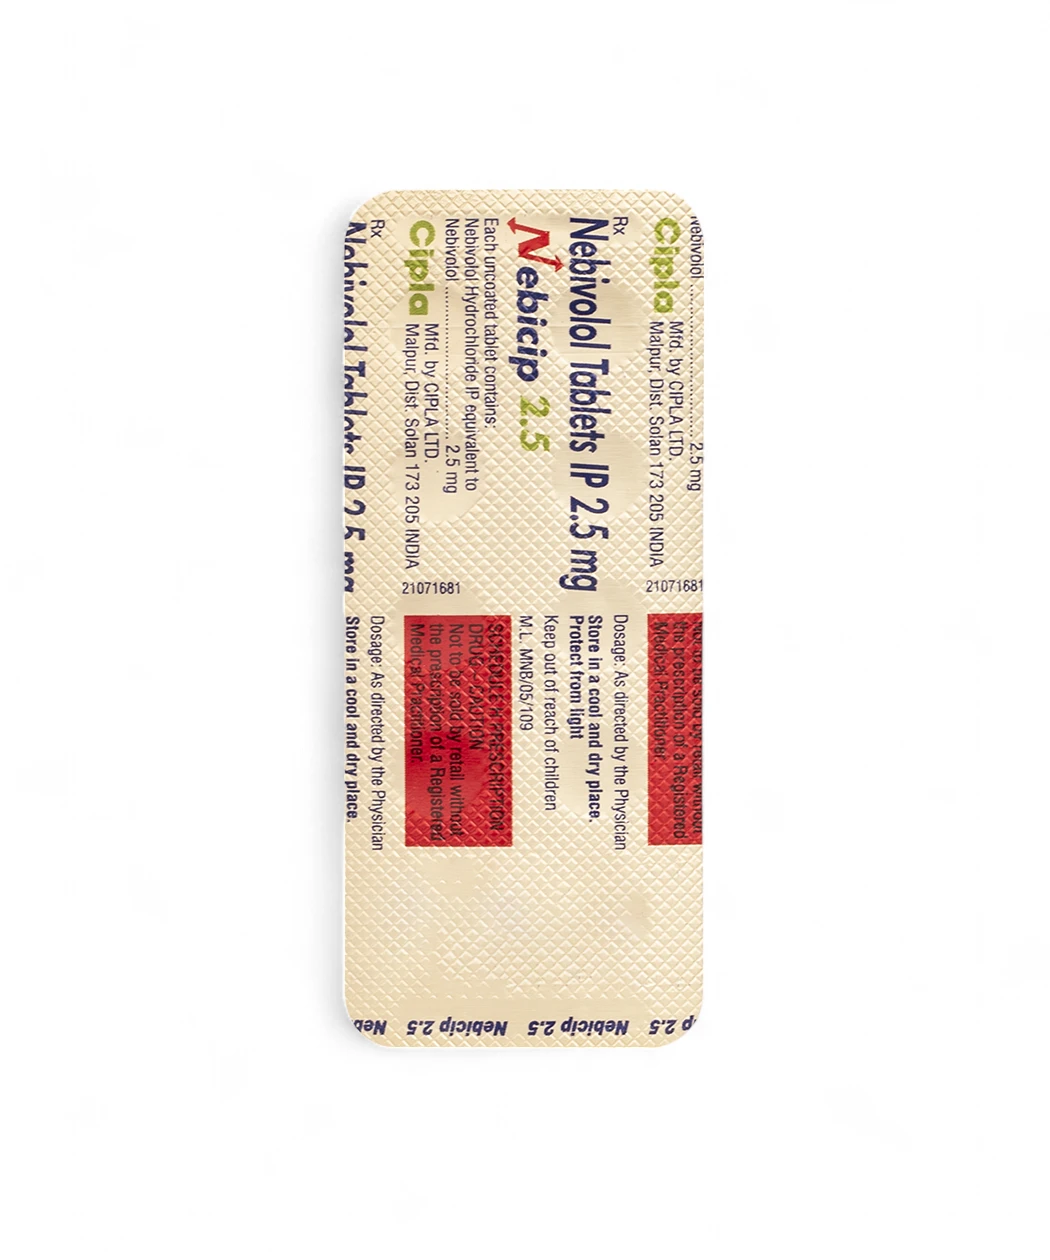 Nebivolol
2.5 mg
Cipla
Mfd. by CIPLA LTD.
Malpur, Dist. Solan 173 205 INDIA
21071681
the prescription of a Registered
Medical Practitioner.
Rx
Nebivolol Tablets IP 2.5 mg
Nebicip 2.5
Each uncoated tablet contains:
Nebivolol Hydrochloride IP equivalent to
Nebivolol ................................ 2.5 mg
Cipla
Mfd. by CIPLA LTD.
Malpur, Dist. Solan 173 205 INDIA
21071681
Dosage: As directed by the Physician
Store in a cool and dry place.
Protect from light
Keep out of reach of children
M.L. MNB/05/109
SCHEDULE H PRESCRIPTION
DRUG - CAUTION
Not to be sold by retail without
the prescription of a Registered
Medical Practitioner.
Rx
Nebivolol Tablets IP 2.5 mg
Dosage: As directed by the Physician
Store in a cool and dry place.
Nebicip 2.5
Nebicip 2.5